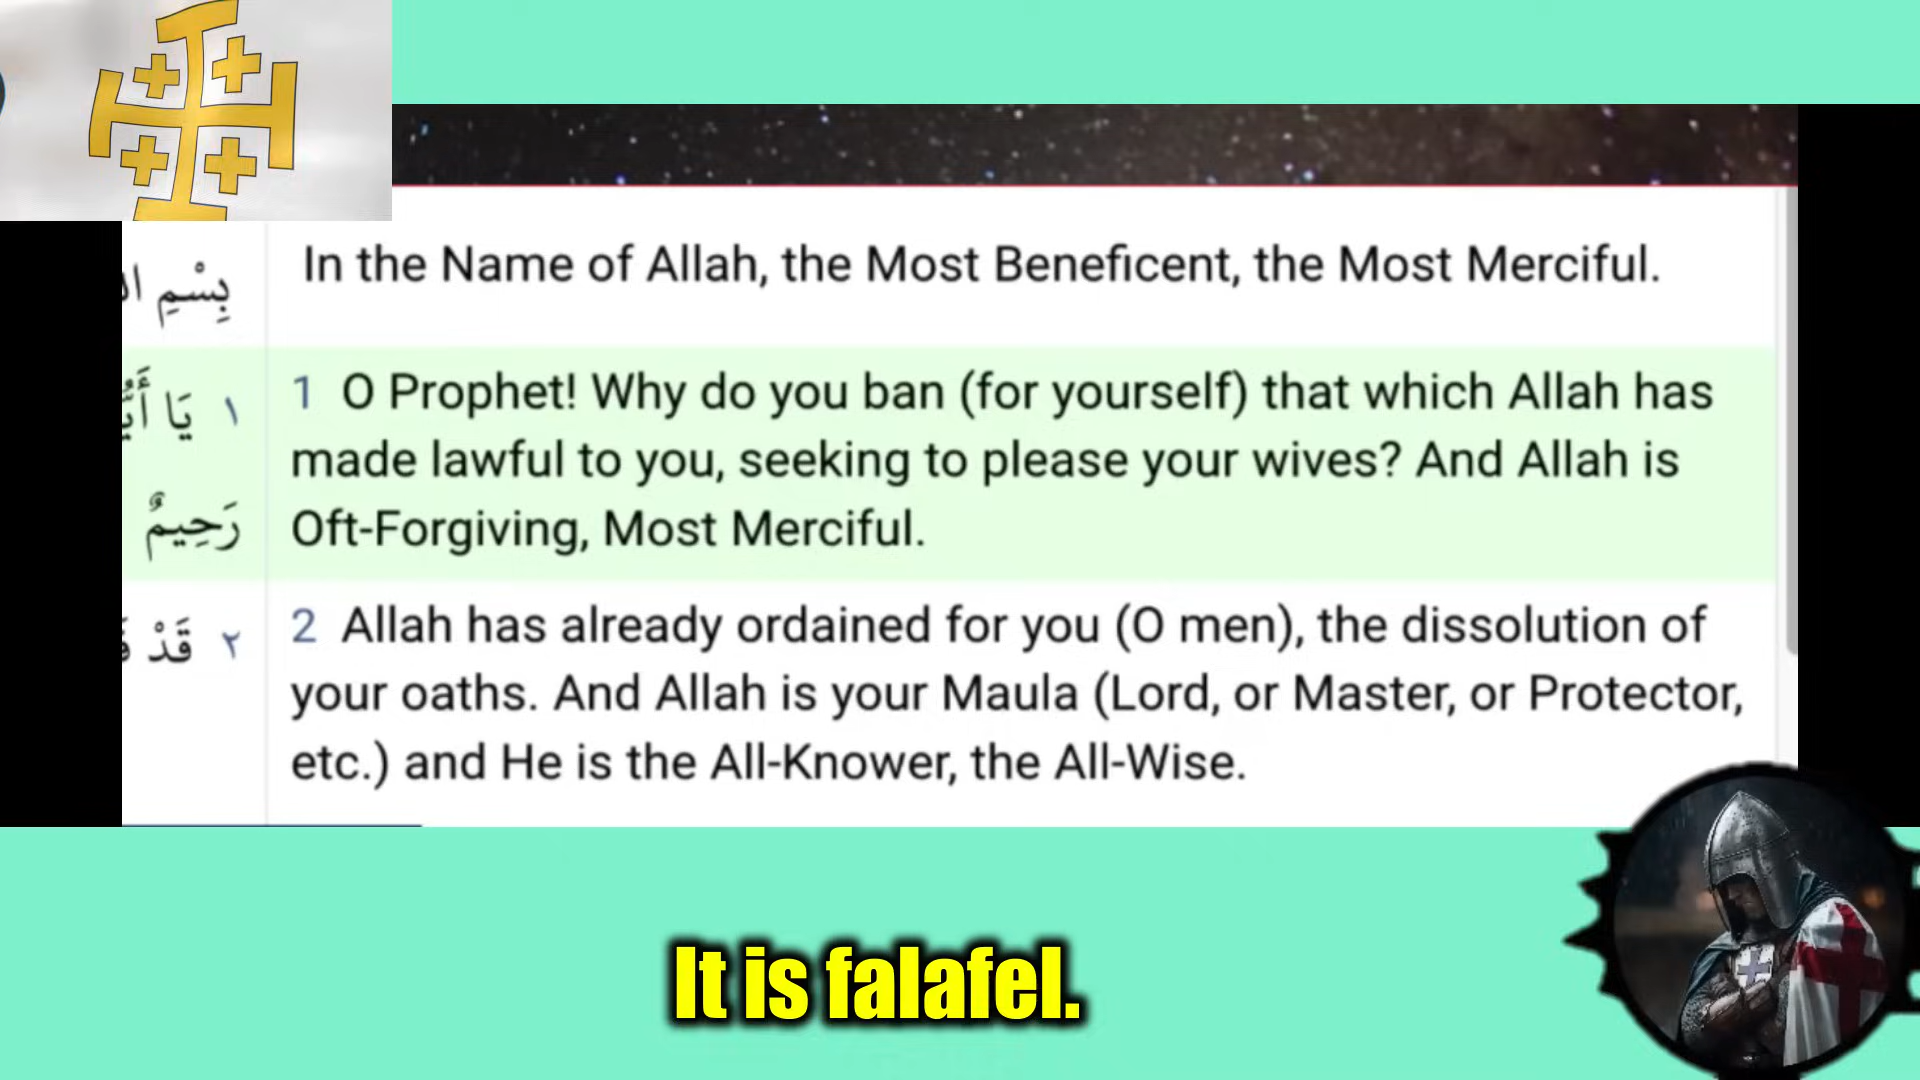 In the Name of Allah, the Most Beneficent, the Most Merciful.
بِسْمِ
1 O Prophet! Why do you ban (for yourself) that which Allah has
١ يَا
made lawful to you, seeking to please your wives? And Allah is
Oft-Forgiving, Most Merciful.
رَحِيمٌ
2 Allah has already ordained for you (O men), the dissolution of
٢ قَدْ
your oaths. And Allah is your Maula (Lord, or Master, or Protector,
etc.) and He is the All-Knower, the All-Wise.
It is falafel.